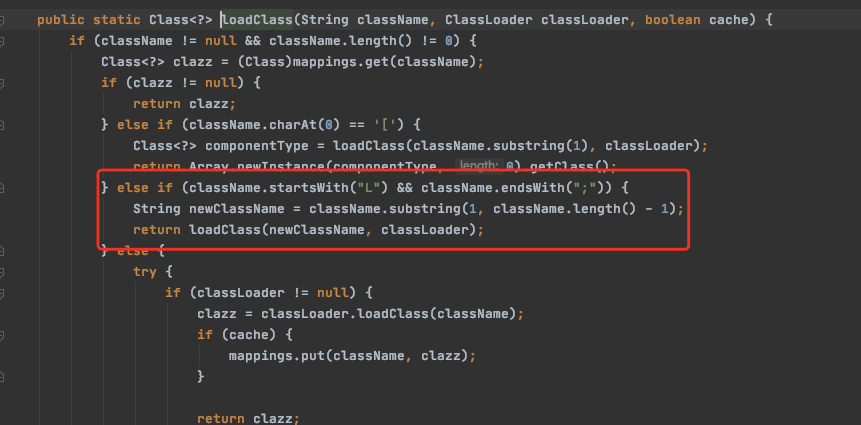 public static Class<?> loadClass(String className, ClassLoader classLoader, boolean cache) {
if (className != null && className.length() != 0) {
Class<?> clazz = (Class)mappings.get(className);
if (clazz != null) {
return clazz;
} else if (className.charAt(0) == '[') {
Class<?> componentType = loadClass(className.substring(1), classLoader);
return Array.newInstance(componentType, length: 0).getClass();
} else if (className.startsWith("L") && className.endsWith(";")) {
String newClassName = className.substring(1, className.length() - 1);
return loadClass(newClassName, classLoader);
} else {
try {
if (classLoader != null) {
clazz = classLoader.loadClass(className);
if (cache) {
mappings.put(className, clazz);
}
return clazz;